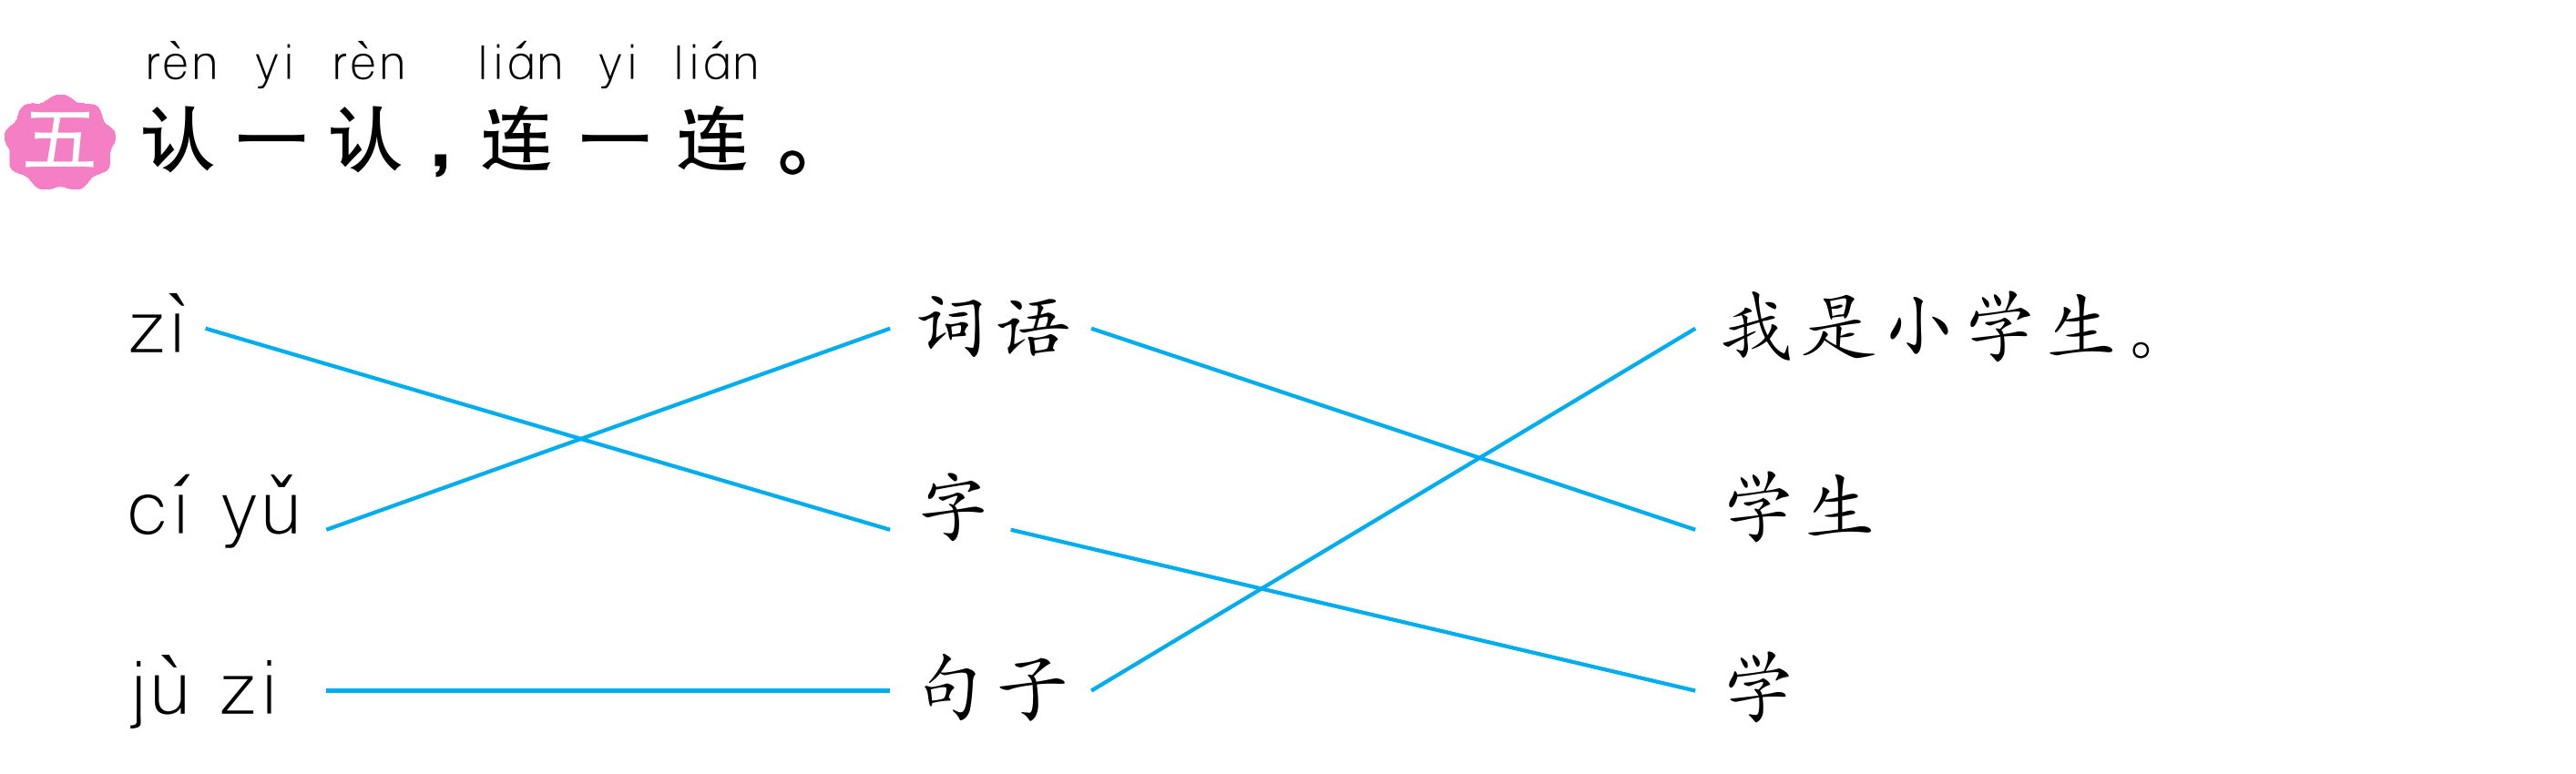 rèn yi rèn lián yi lián
五 认一认，连一连。
zì 词语 我是小学生。
cí yǔ 字 学生
jù zi 句子 学